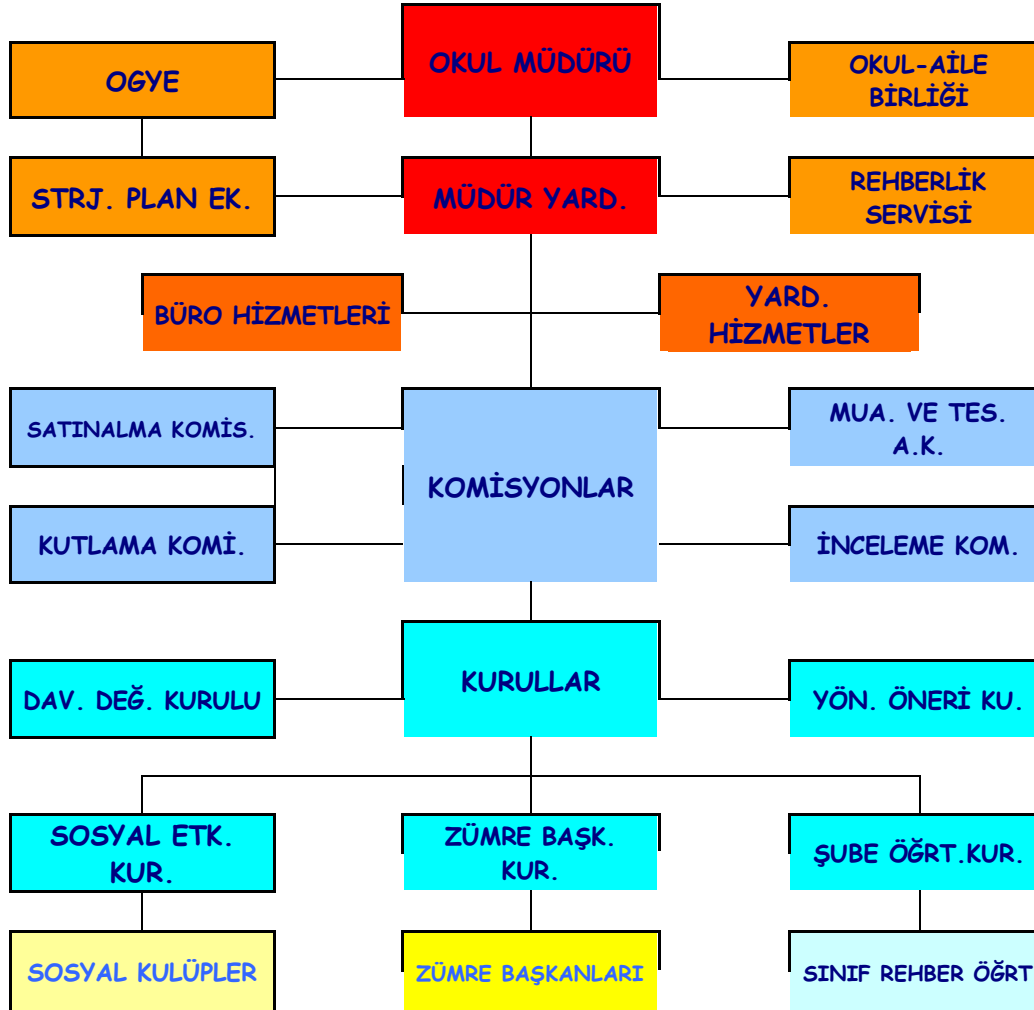 OGYE
OKUL MÜDÜRÜ
OKUL-AİLE
BİRLİĞİ
STRJ. PLAN EK.
MÜDÜR YARD.
REHBERLİK
SERVİSİ
BÜRO HİZMETLERİ
YARD.
HİZMETLER
SATINALMA KOMİS.
KOMİSYONLAR
MUA. VE TES.
A.K.
KUTLAMA KOMİ.
İNCELEME KOM.
KURULLAR
DAV. DEĞ. KURULU
YÖN. ÖNERİ KU.
SOSYAL ETK.
KUR.
ZÜMRE BAŞK.
KUR.
ŞUBE ÖĞRT.KUR.
SOSYAL KULÜPLER
ZÜMRE BAŞKANLARI
SINIF REHBER ÖĞRT